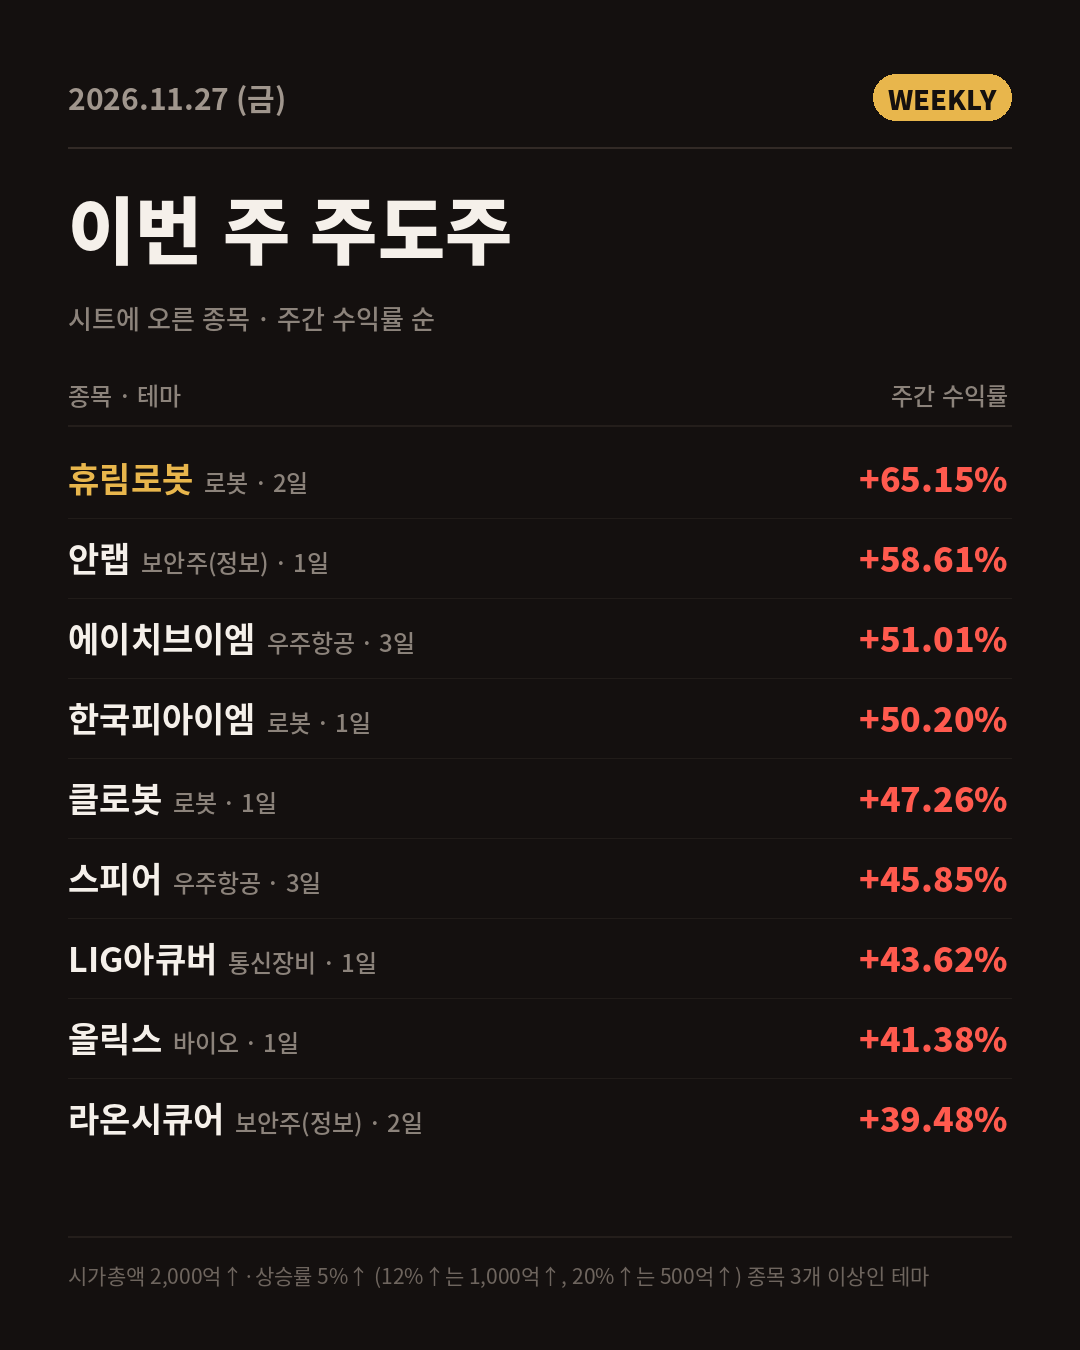 2026.11.27 (금)
WEEKLY
이번 주 주도주
시트에 오른 종목 · 주간 수익률 순
종목 · 테마 주간 수익률
휴림로봇 로봇 · 2일 +65.15%
안랩 보안주(정보) · 1일 +58.61%
에이치브이엠 우주항공 · 3일 +51.01%
한국피아이엠 로봇 · 1일 +50.20%
클로봇 로봇 · 1일 +47.26%
스피어 우주항공 · 3일 +45.85%
LIG아큐버 통신장비 · 1일 +43.62%
올릭스 바이오 · 1일 +41.38%
라온시큐어 보안주(정보) · 2일 +39.48%
시가총액 2,000억↑·상승률 5%↑ (12%↑는 1,000억↑, 20%↑는 500억↑) 종목 3개 이상인 테마